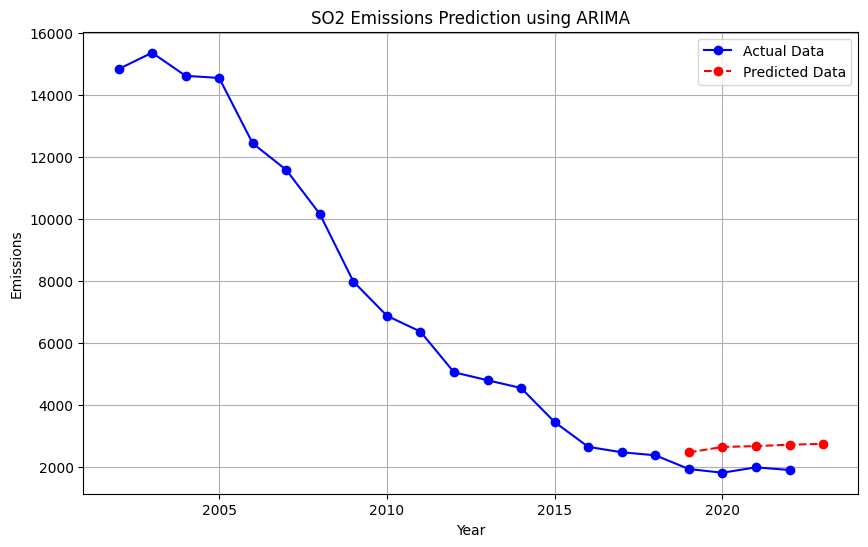 SO2 Emissions Prediction using ARIMA
Actual Data
Predicted Data
Emissions
16000
14000
12000
10000
8000
6000
4000
2000
2005
2010
2015
2020
Year